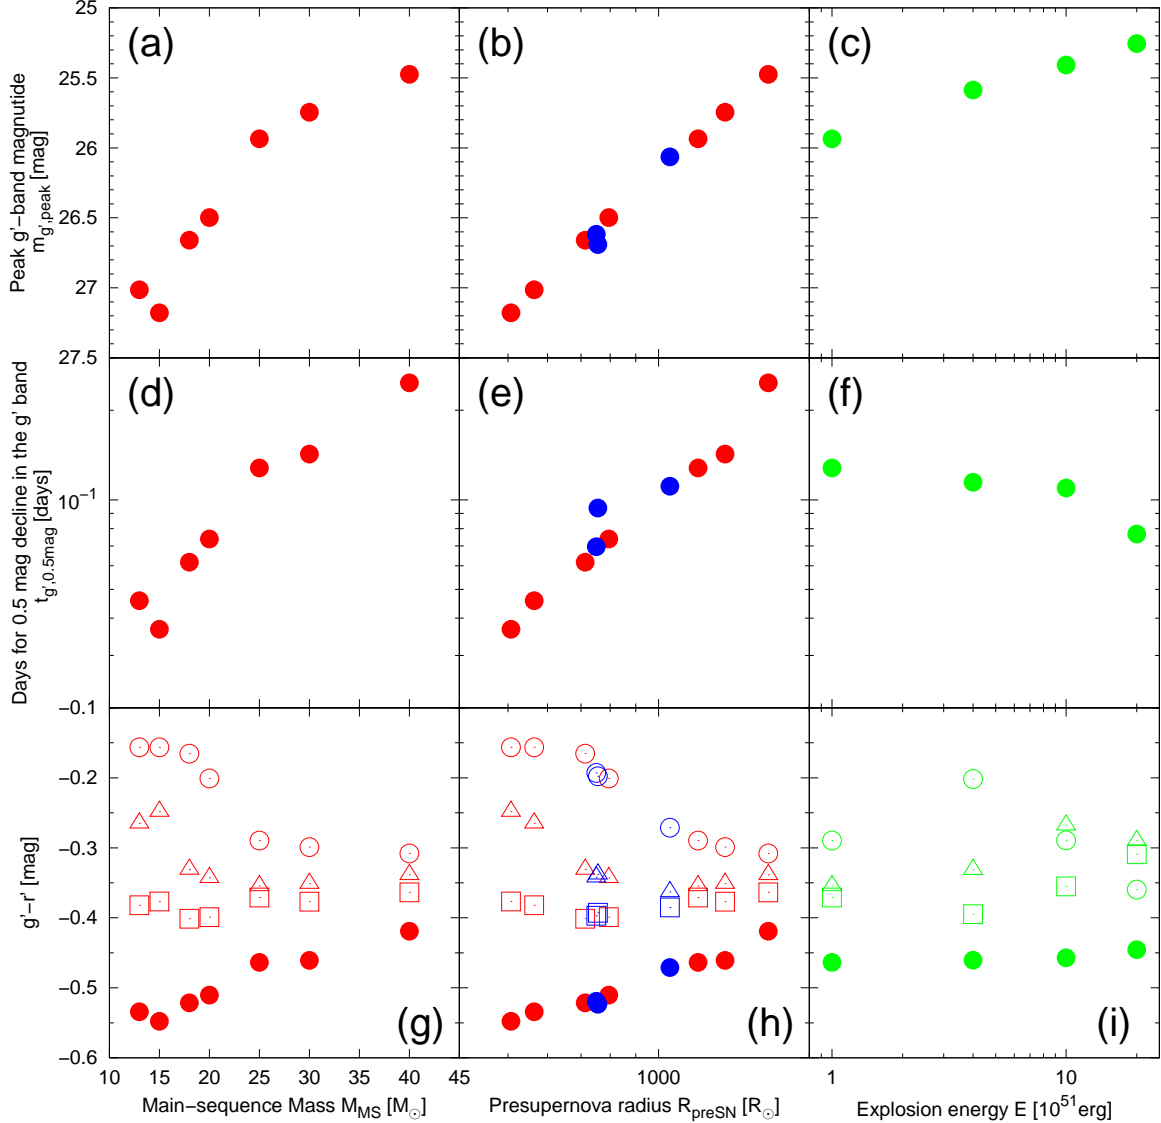 25
25.5
26
26.5
27
27.5
Peak g'−band magnutide
m_g',peak [mag]
(a)
(b)
(c)
10^−1
−0.1
Days for 0.5 mag decline in the g' band
t_g',0.5mag [days]
(d)
(e)
(f)
−0.2
−0.3
−0.4
−0.5
−0.6
g'−r' [mag]
(g)
(h)
(i)
10 15 20 25 30 35 40 45
1000
1 10
Main−sequence Mass M_MS [M_⊙]
Presupernova radius R_preSN [R_⊙]
Explosion energy E [10^51 erg]